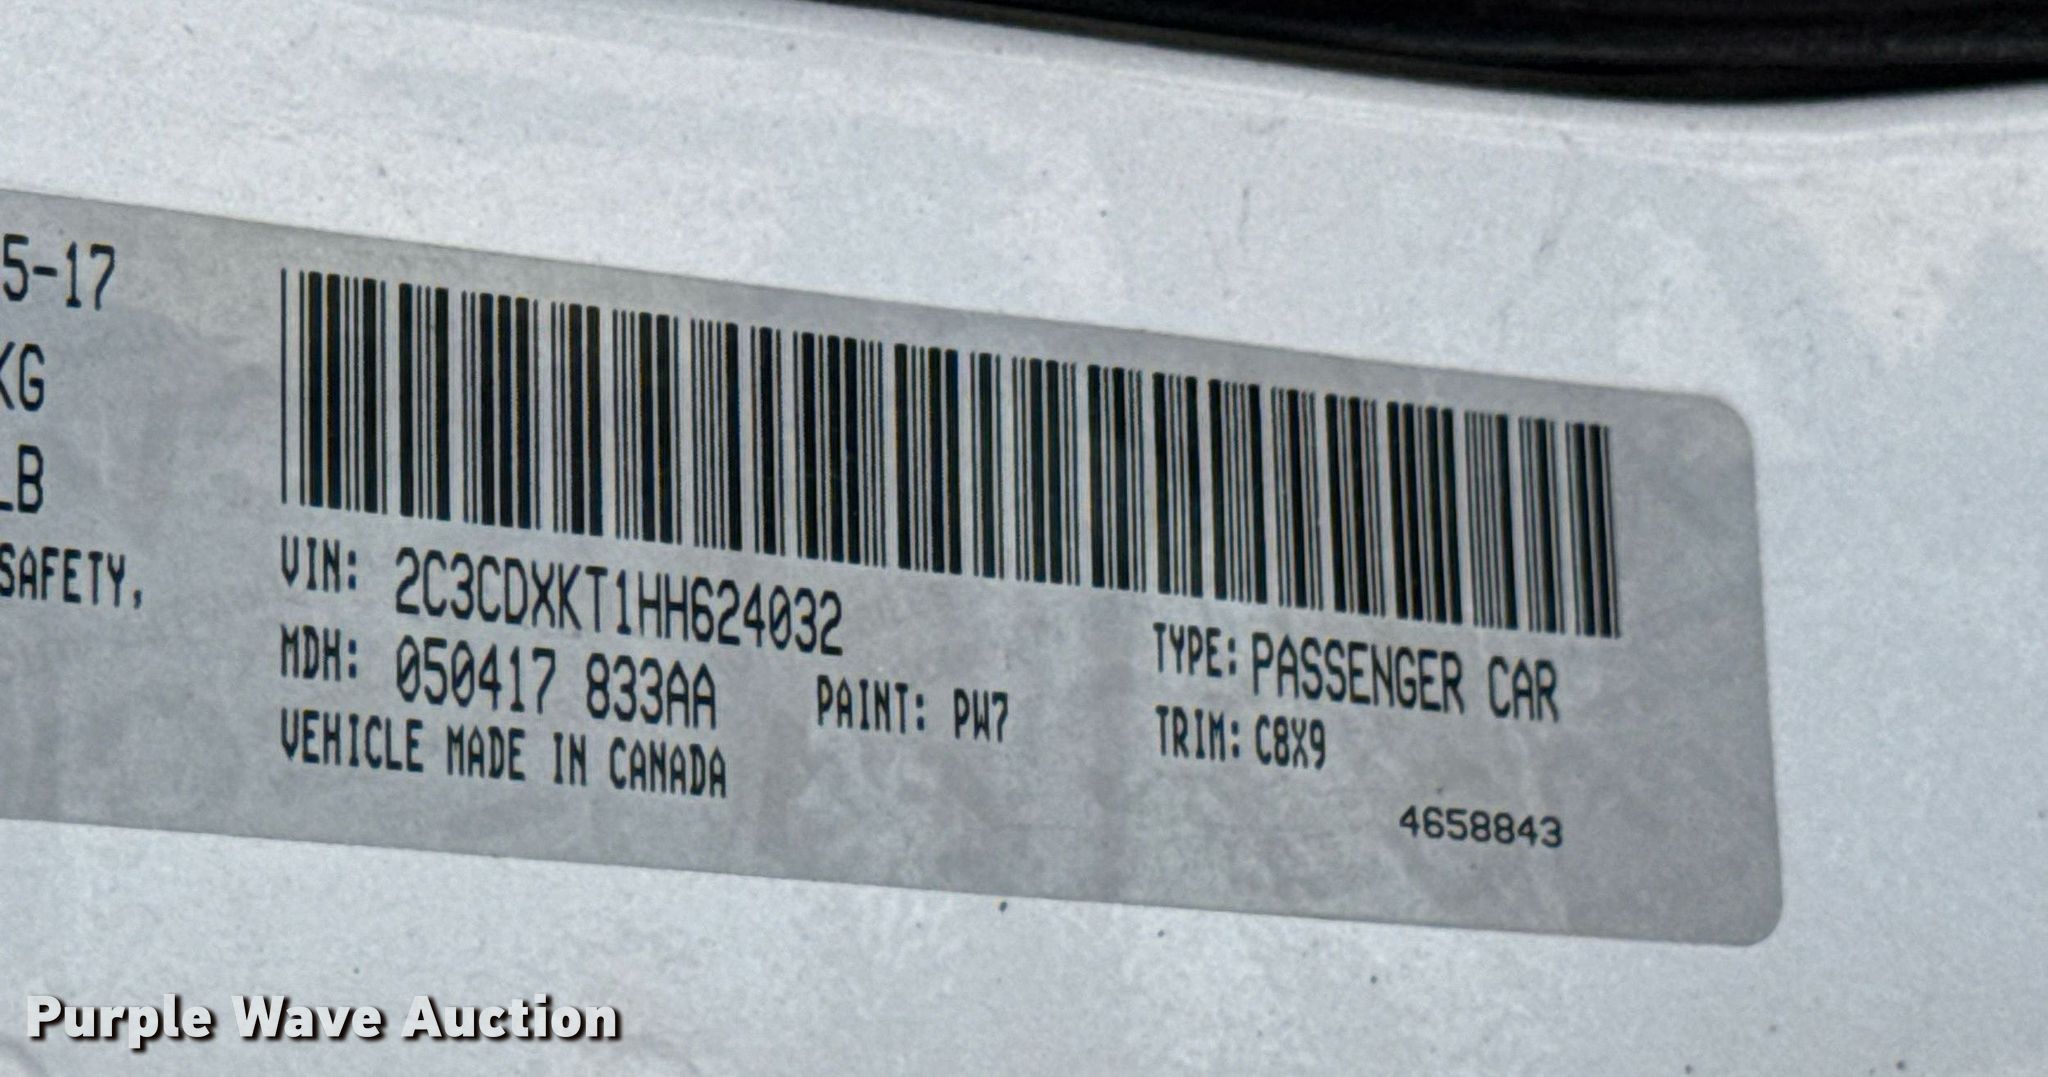 5-17
KG
LB
SAFETY,
VIN: 2C3CDXKT1HH624032
MDH: 050417 833AA PAINT: PW7
VEHICLE MADE IN CANADA
TYPE: PASSENGER CAR
TRIM: C8X9
4658843
Purple Wave Auction